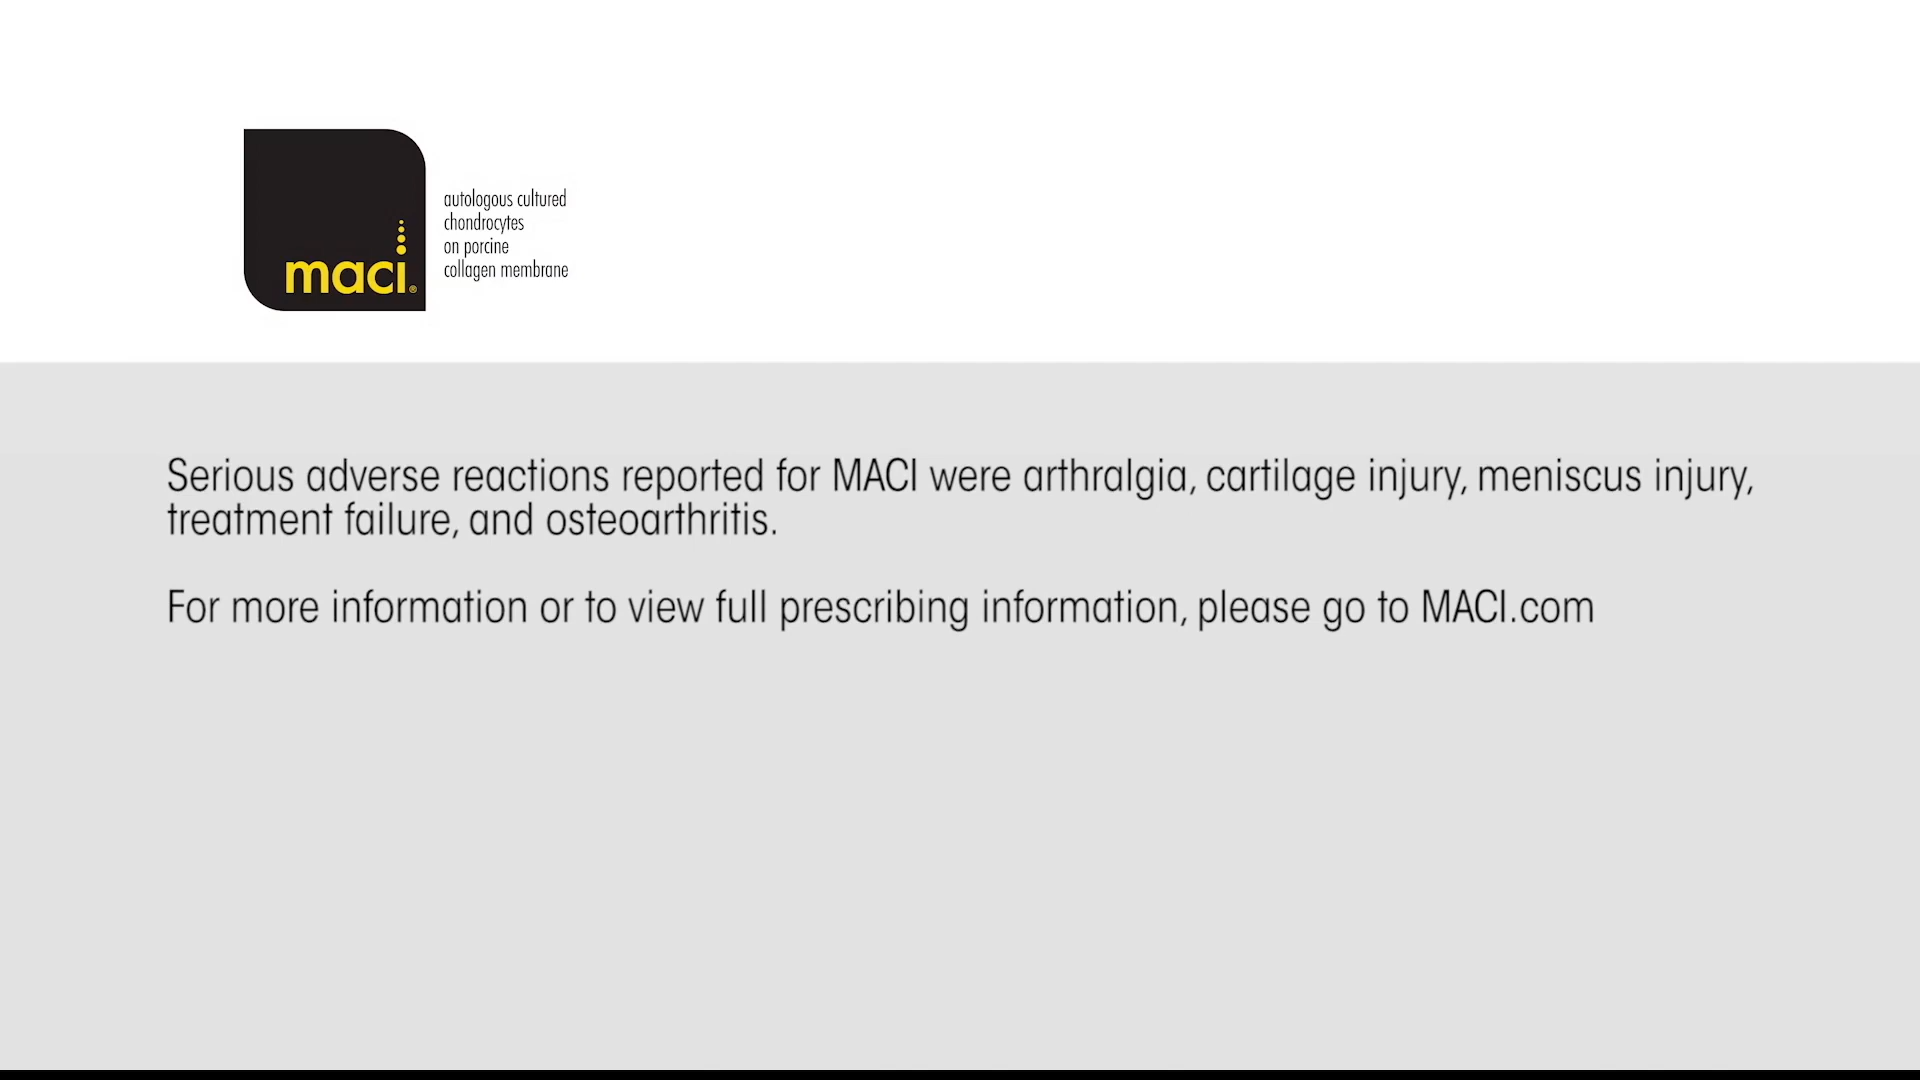 maci®
autologous cultured
chondrocytes
on porcine
collagen membrane
Serious adverse reactions reported for MACI were arthralgia, cartilage injury, meniscus injury,
treatment failure, and osteoarthritis.
For more information or to view full prescribing information, please go to MACI.com